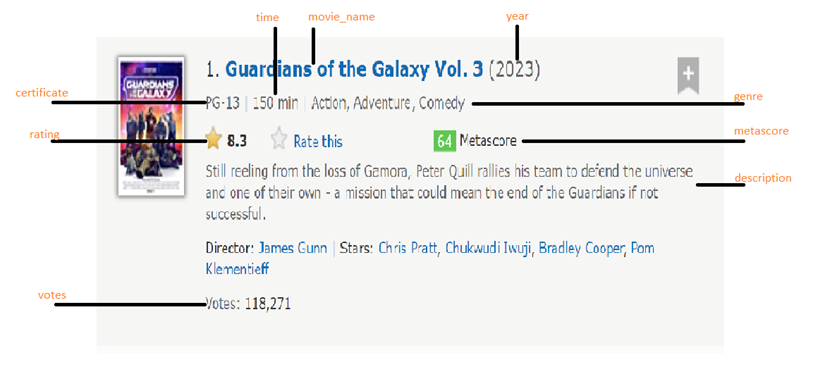 time movie_name year
1. Guardians of the Galaxy Vol. 3 (2023)
certificate PG-13 | 150 min | Action, Adventure, Comedy genre
rating 8.3 Rate this 64 Metascore metascore
GUARDIANS
GALAXY
Still reeling from the loss of Gamora, Peter Quill rallies his team to defend the universe
and one of their own - a mission that could mean the end of the Guardians if not
successful.
description
Director: James Gunn | Stars: Chris Pratt, Chukwudi Iwuji, Bradley Cooper, Pom
Klementieff
votes Votes: 118,271